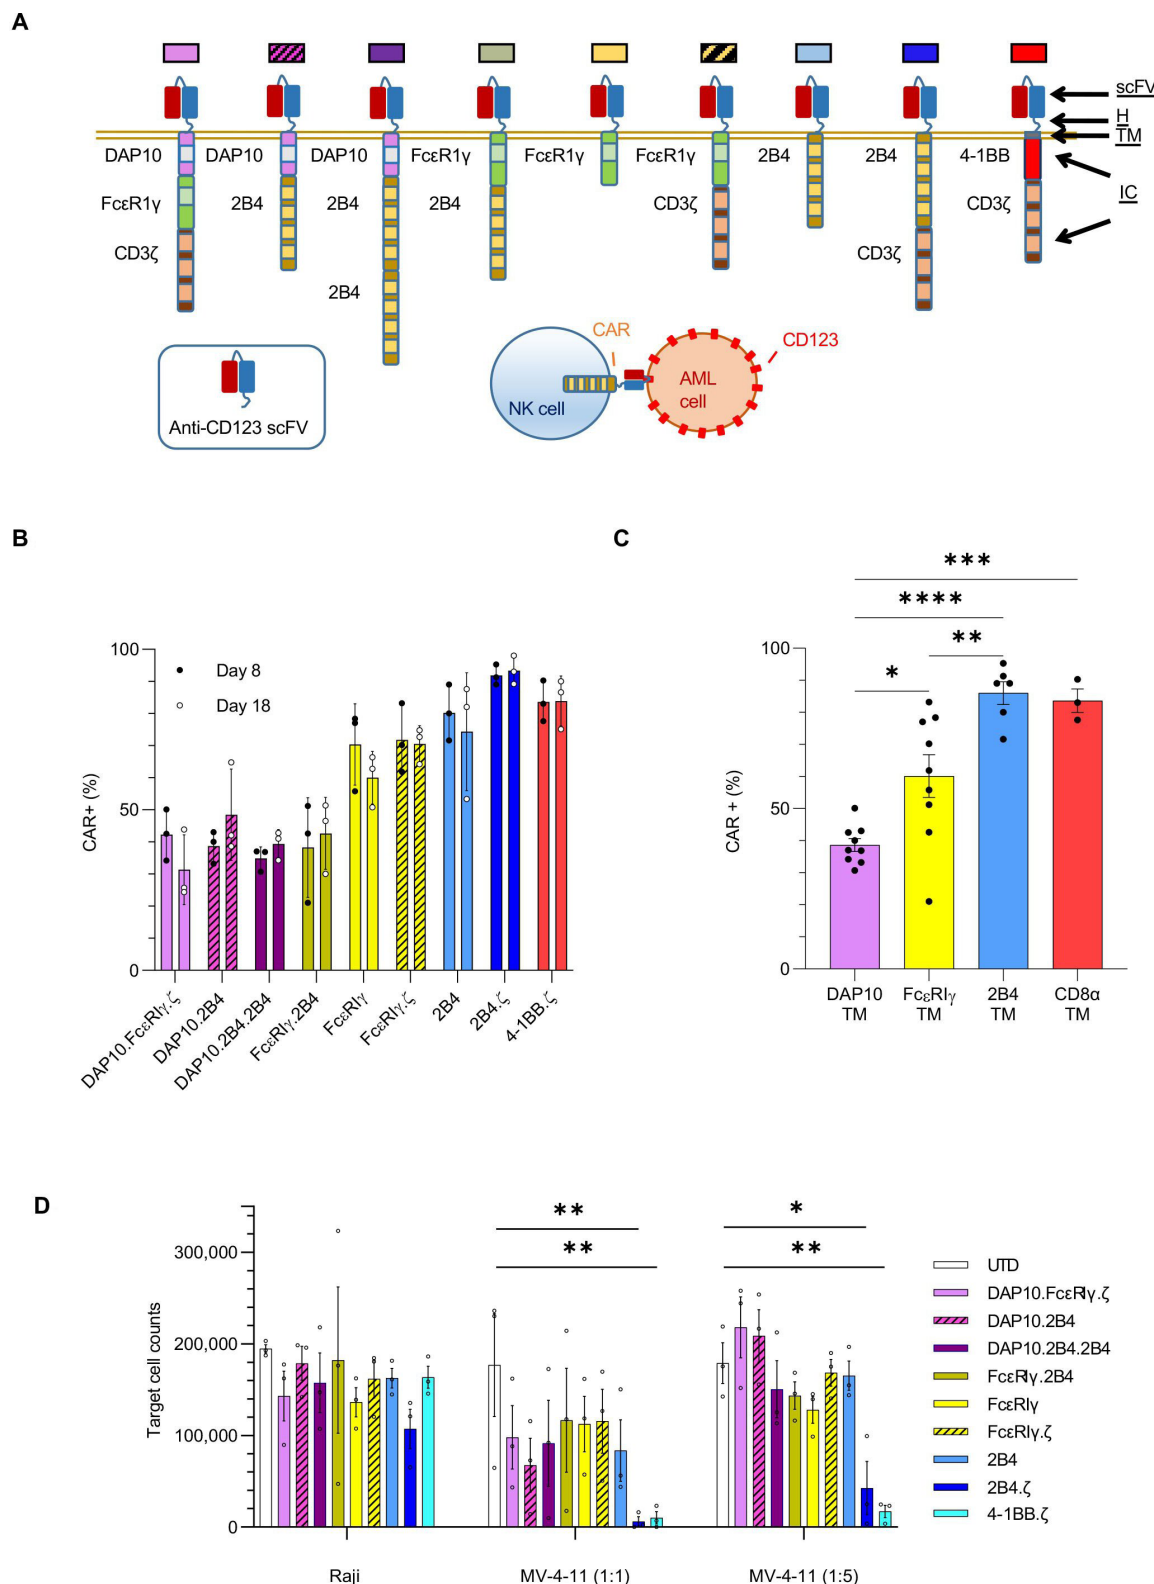 A
scFV
H
TM
IC
DAP10 DAP10 DAP10 FcεR1γ FcεR1γ FcεR1γ 2B4 2B4 4-1BB
FcεR1γ 2B4 2B4 2B4 CD3ζ CD3ζ
CD3ζ CD3ζ
2B4
Anti-CD123 scFV
CAR
CD123
NK cell
AML
cell
B
100
50
0
CAR+ (%)
Day 8
Day 18
DAP10.FcεRIγ.ζ
DAP10.2B4
DAP10.2B4.2B4
FcεRIγ.2B4
FcεRIγ
FcεRIγ.ζ
2B4
2B4.ζ
4-1BB.ζ
C
***
****
**
*
100
50
0
CAR + (%)
DAP10
TM
FcεRIγ
TM
2B4
TM
CD8α
TM
D
300,000
200,000
100,000
0
Target cell counts
**
**
*
**
Raji
MV-4-11 (1:1)
MV-4-11 (1:5)
UTD
DAP10.FcεRIγ.ζ
DAP10.2B4
DAP10.2B4.2B4
FcεRIγ.2B4
FcεRIγ
FcεRIγ.ζ
2B4
2B4.ζ
4-1BB.ζ